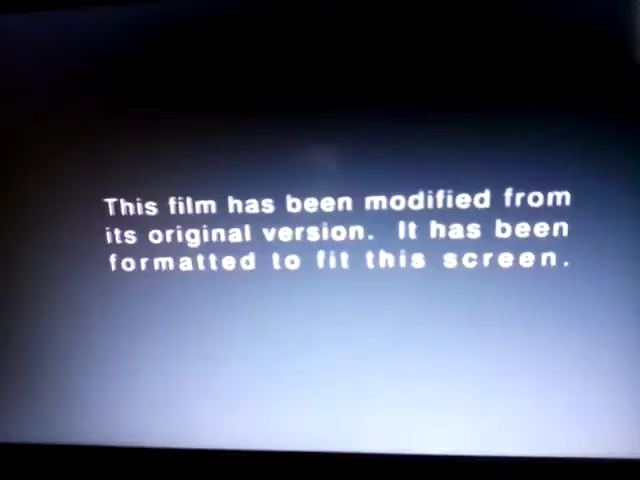 This film has been modified from
its original version. It has been
formatted to fit this screen.